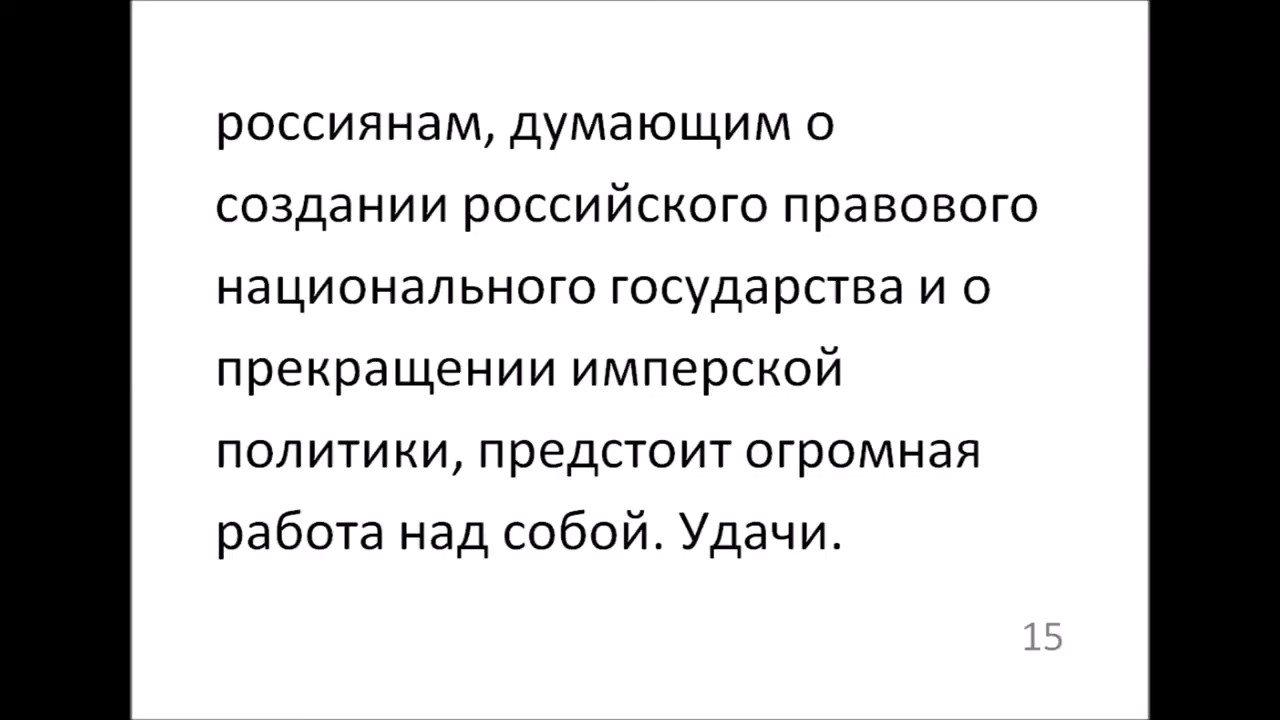 россиянам, думающим о
создании российского правового
национального государства и о
прекращении имперской
политики, предстоит огромная
работа над собой. Удачи.
15